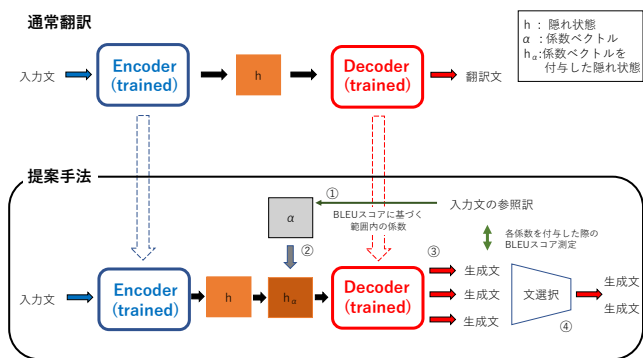 通常翻訳
h : 隠れ状態
α : 係数ベクトル
hα:係数ベクトルを
付与した隠れ状態
入力文
Encoder
(trained)
h
Decoder
(trained)
翻訳文
提案手法
①
BLEUスコアに基づく
範囲内の係数
入力文の参照訳
α
②
各係数を付与した際の
BLEUスコア測定
③
入力文
Encoder
(trained)
h
hα
Decoder
(trained)
生成文
生成文
生成文
文選択
④
生成文
生成文